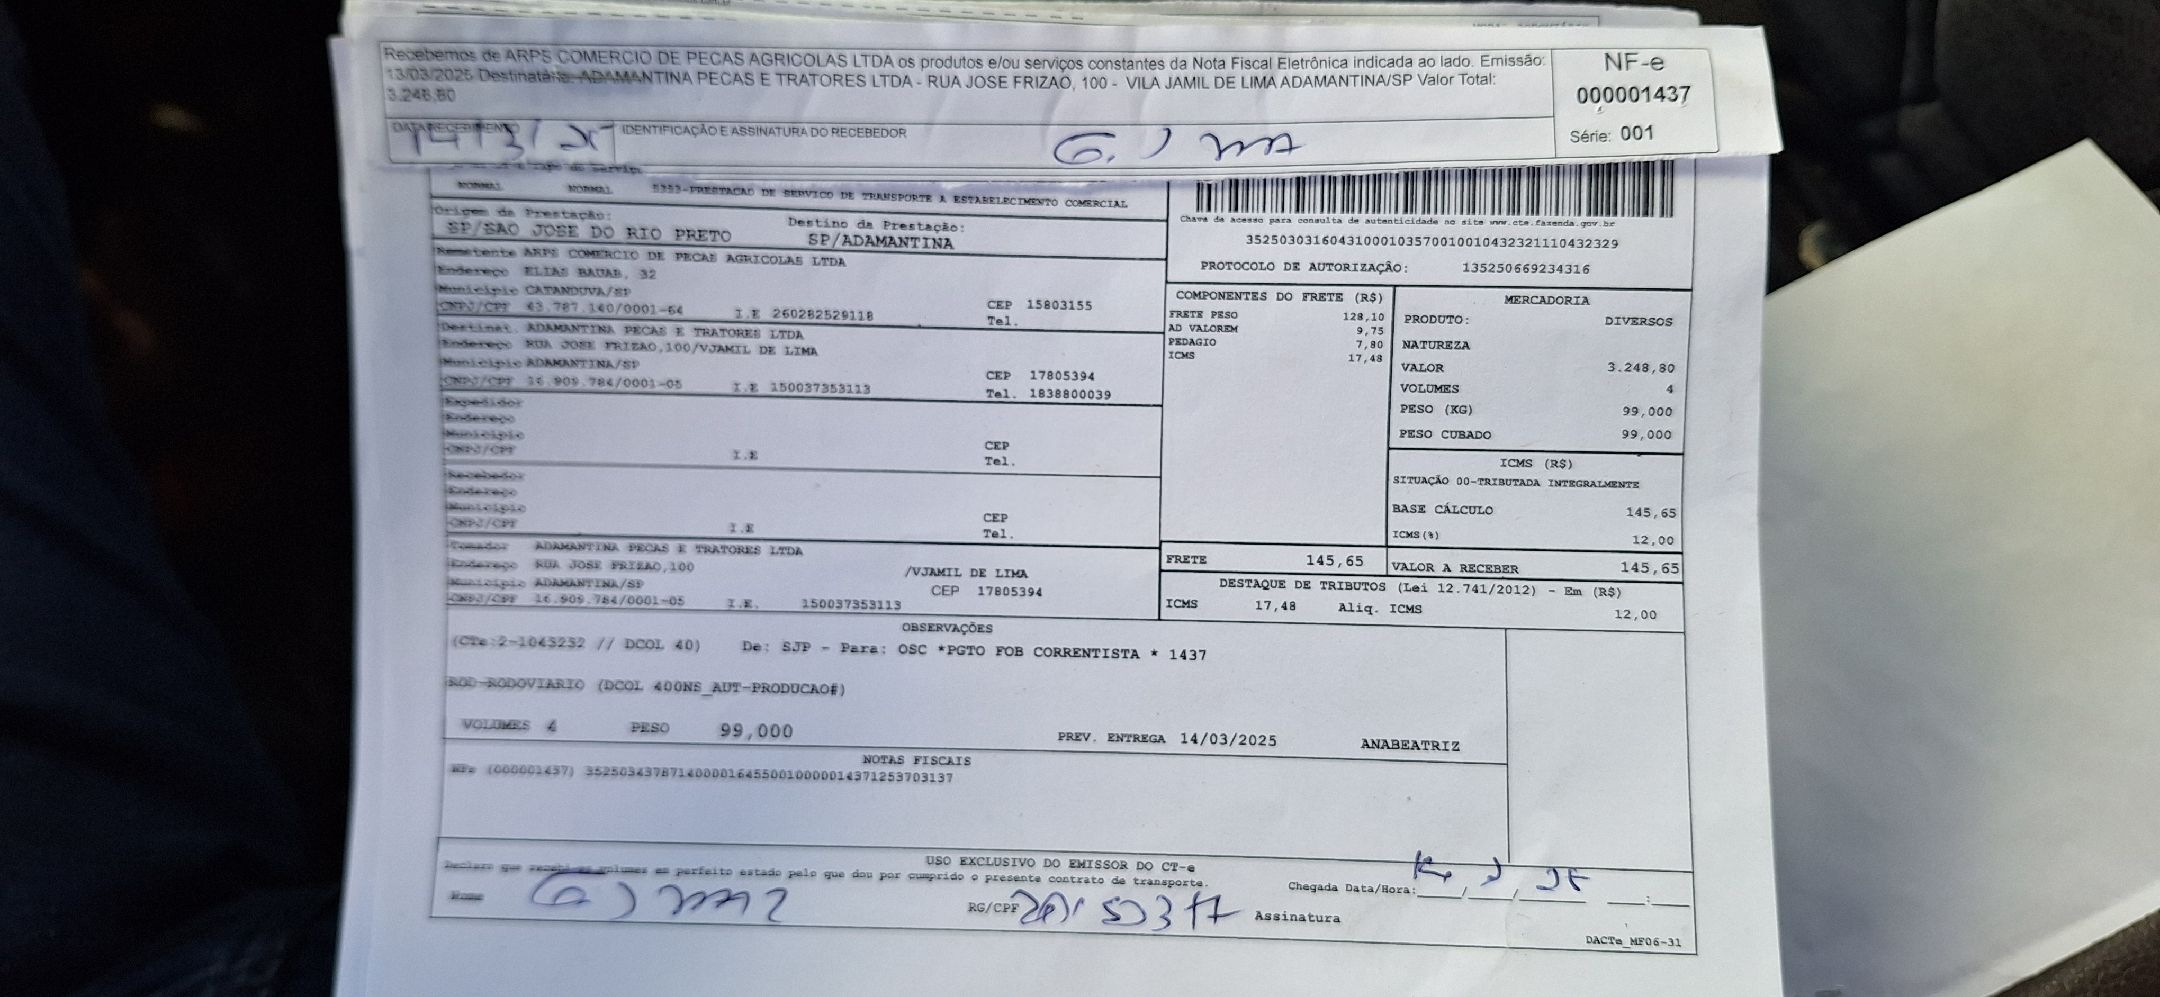 Recebemos de ARPS COMERCIO DE PECAS AGRICOLAS LTDA os produtos e/ou serviços constantes da Nota Fiscal Eletrônica indicada ao lado. Emissão:
13/03/2025 Destinatário: ADAMANTINA PECAS E TRATORES LTDA - RUA JOSE FRIZAO, 100 - VILA JAMIL DE LIMA ADAMANTINA/SP Valor Total:
3.248,80
NF-e
000001437
Série: 001
DATA RECEBIMENTO
IDENTIFICAÇÃO E ASSINATURA DO RECEBEDOR
14/3/25
NORMAL NORMAL 5353-PRESTACAO DE SERVICO DE TRANSPORTE A ESTABELECIMENTO COMERCIAL
Origem da Prestação: Destino da Prestação:
SP/SAO JOSE DO RIO PRETO SP/ADAMANTINA
Chave de acesso para consulta de autenticidade no site www.cte.fazenda.gov.br
35250303160431000103570010010432321110432329
PROTOCOLO DE AUTORIZAÇÃO: 135250669234316
Remetente ARPS COMERCIO DE PECAS AGRICOLAS LTDA
Endereço ELIAS BAUAB, 32
Município CATANDUVA/SP
CNPJ/CPF 43.787.140/0001-64 I.E 260282529118 CEP 15803155
Tel.
Destinat. ADAMANTINA PECAS E TRATORES LTDA
Endereço RUA JOSE FRIZAO,100/VJAMIL DE LIMA
Município ADAMANTINA/SP
CEP 17805394
CNPJ/CPF 16.909.784/0001-05 I.E 150037353113 Tel. 1838800039
Expedidor
Endereço
Município
CEP
CNPJ/CPF I.E Tel.
Recebedor
Endereço
Município
CEP
CNPJ/CPF I.E Tel.
Tomador ADAMANTINA PECAS E TRATORES LTDA
Endereço RUA JOSE FRIZAO,100 /VJAMIL DE LIMA
Município ADAMANTINA/SP CEP 17805394
CNPJ/CPF 16.909.784/0001-05 I.E. 150037353113
COMPONENTES DO FRETE (R$)
FRETE PESO 128,10
AD VALOREM 9,75
PEDAGIO 7,80
ICMS 17,48
MERCADORIA
PRODUTO: DIVERSOS
NATUREZA
VALOR 3.248,80
VOLUMES 4
PESO (KG) 99,000
PESO CUBADO 99,000
ICMS (R$)
SITUAÇÃO 00-TRIBUTADA INTEGRALMENTE
BASE CÁLCULO 145,65
ICMS(%) 12,00
FRETE 145,65
VALOR A RECEBER 145,65
DESTAQUE DE TRIBUTOS (Lei 12.741/2012) - Em (R$)
ICMS 17,48 Aliq. ICMS 12,00
OBSERVAÇÕES
(CTe:2-1043232 // DCOL 40) De: SJP - Para: OSC *PGTO FOB CORRENTISTA * 1437
ROD-RODOVIARIO (DCOL 400NS_AUT-PRODUCAO#)
VOLUMES 4 PESO 99,000 PREV. ENTREGA 14/03/2025 ANABEATRIZ
NOTAS FISCAIS
NFe (000001437) 35250343787140000164550010000014371253703137
USO EXCLUSIVO DO EMISSOR DO CT-e
Declaro que recebi os volumes em perfeito estado pelo que dou por cumprido o presente contrato de transporte.
Chegada Data/Hora: ___/___/___ ___:___
Nome RG/CPF Assinatura
DACTe_MF06-31